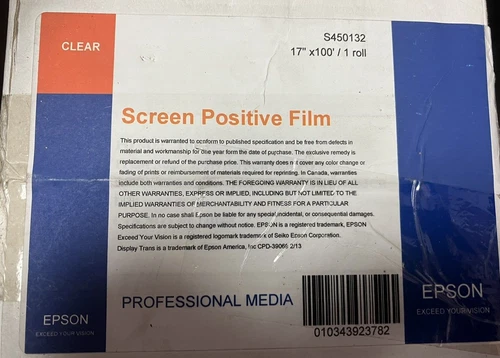 CLEAR
S450132
17" x100' / 1 roll
Screen Positive Film
This product is warranted to conform to published specification and be free from defects in
material and workmanship for one year form the date of purchase. The exclusive remedy is
replacement or refund of the purchase price. This warranty does not cover any color change or
fading of prints or reimbursement of materials required for reprinting. In Canada, warranties
include both warranties and conditions. THE FOREGOING WARRANTY IS IN LIEU OF ALL
OTHER WARRANTIES, EXPRESS OR IMPLIED, INCLUDING BUT NOT LIMITED TO THE
IMPLIED WARRANTIES OF MERCHANTABILITY AND FITNESS FOR A PARTICULAR
PURPOSE. In no case shall Epson be liable for any special, incidental, or consequential damages.
Specifications are subject to change without notice. EPSON is a registered trademark, EPSON
Exceed Your Vision is a registered logomark trademark of Seiko Epson Corporation.
Display Trans is a trademark of Epson America, Inc CPD-39066 2/13
PROFESSIONAL MEDIA
010343923782
EPSON
EXCEED YOUR VISION
EPSON
EXCEED YOUR VISION